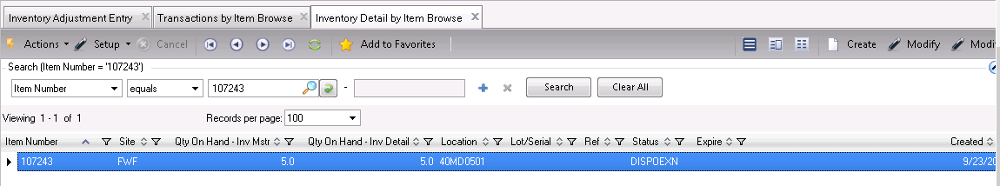 Inventory Adjustment Entry Transactions by Item Browse Inventory Detail by Item Browse
Actions Setup Cancel Add to Favorites Create Modify Modi
Search (Item Number = '107243')
Item Number equals 107243 - Search Clear All
Viewing 1 - 1 of 1 Records per page: 100
Item Number Site Qty On Hand - Inv Mstr Qty On Hand - Inv Detail Location Lot/Serial Ref Status Expire Created
107243 FWF 5.0 5.0 40MD0501 DISPOEXN 9/23/20